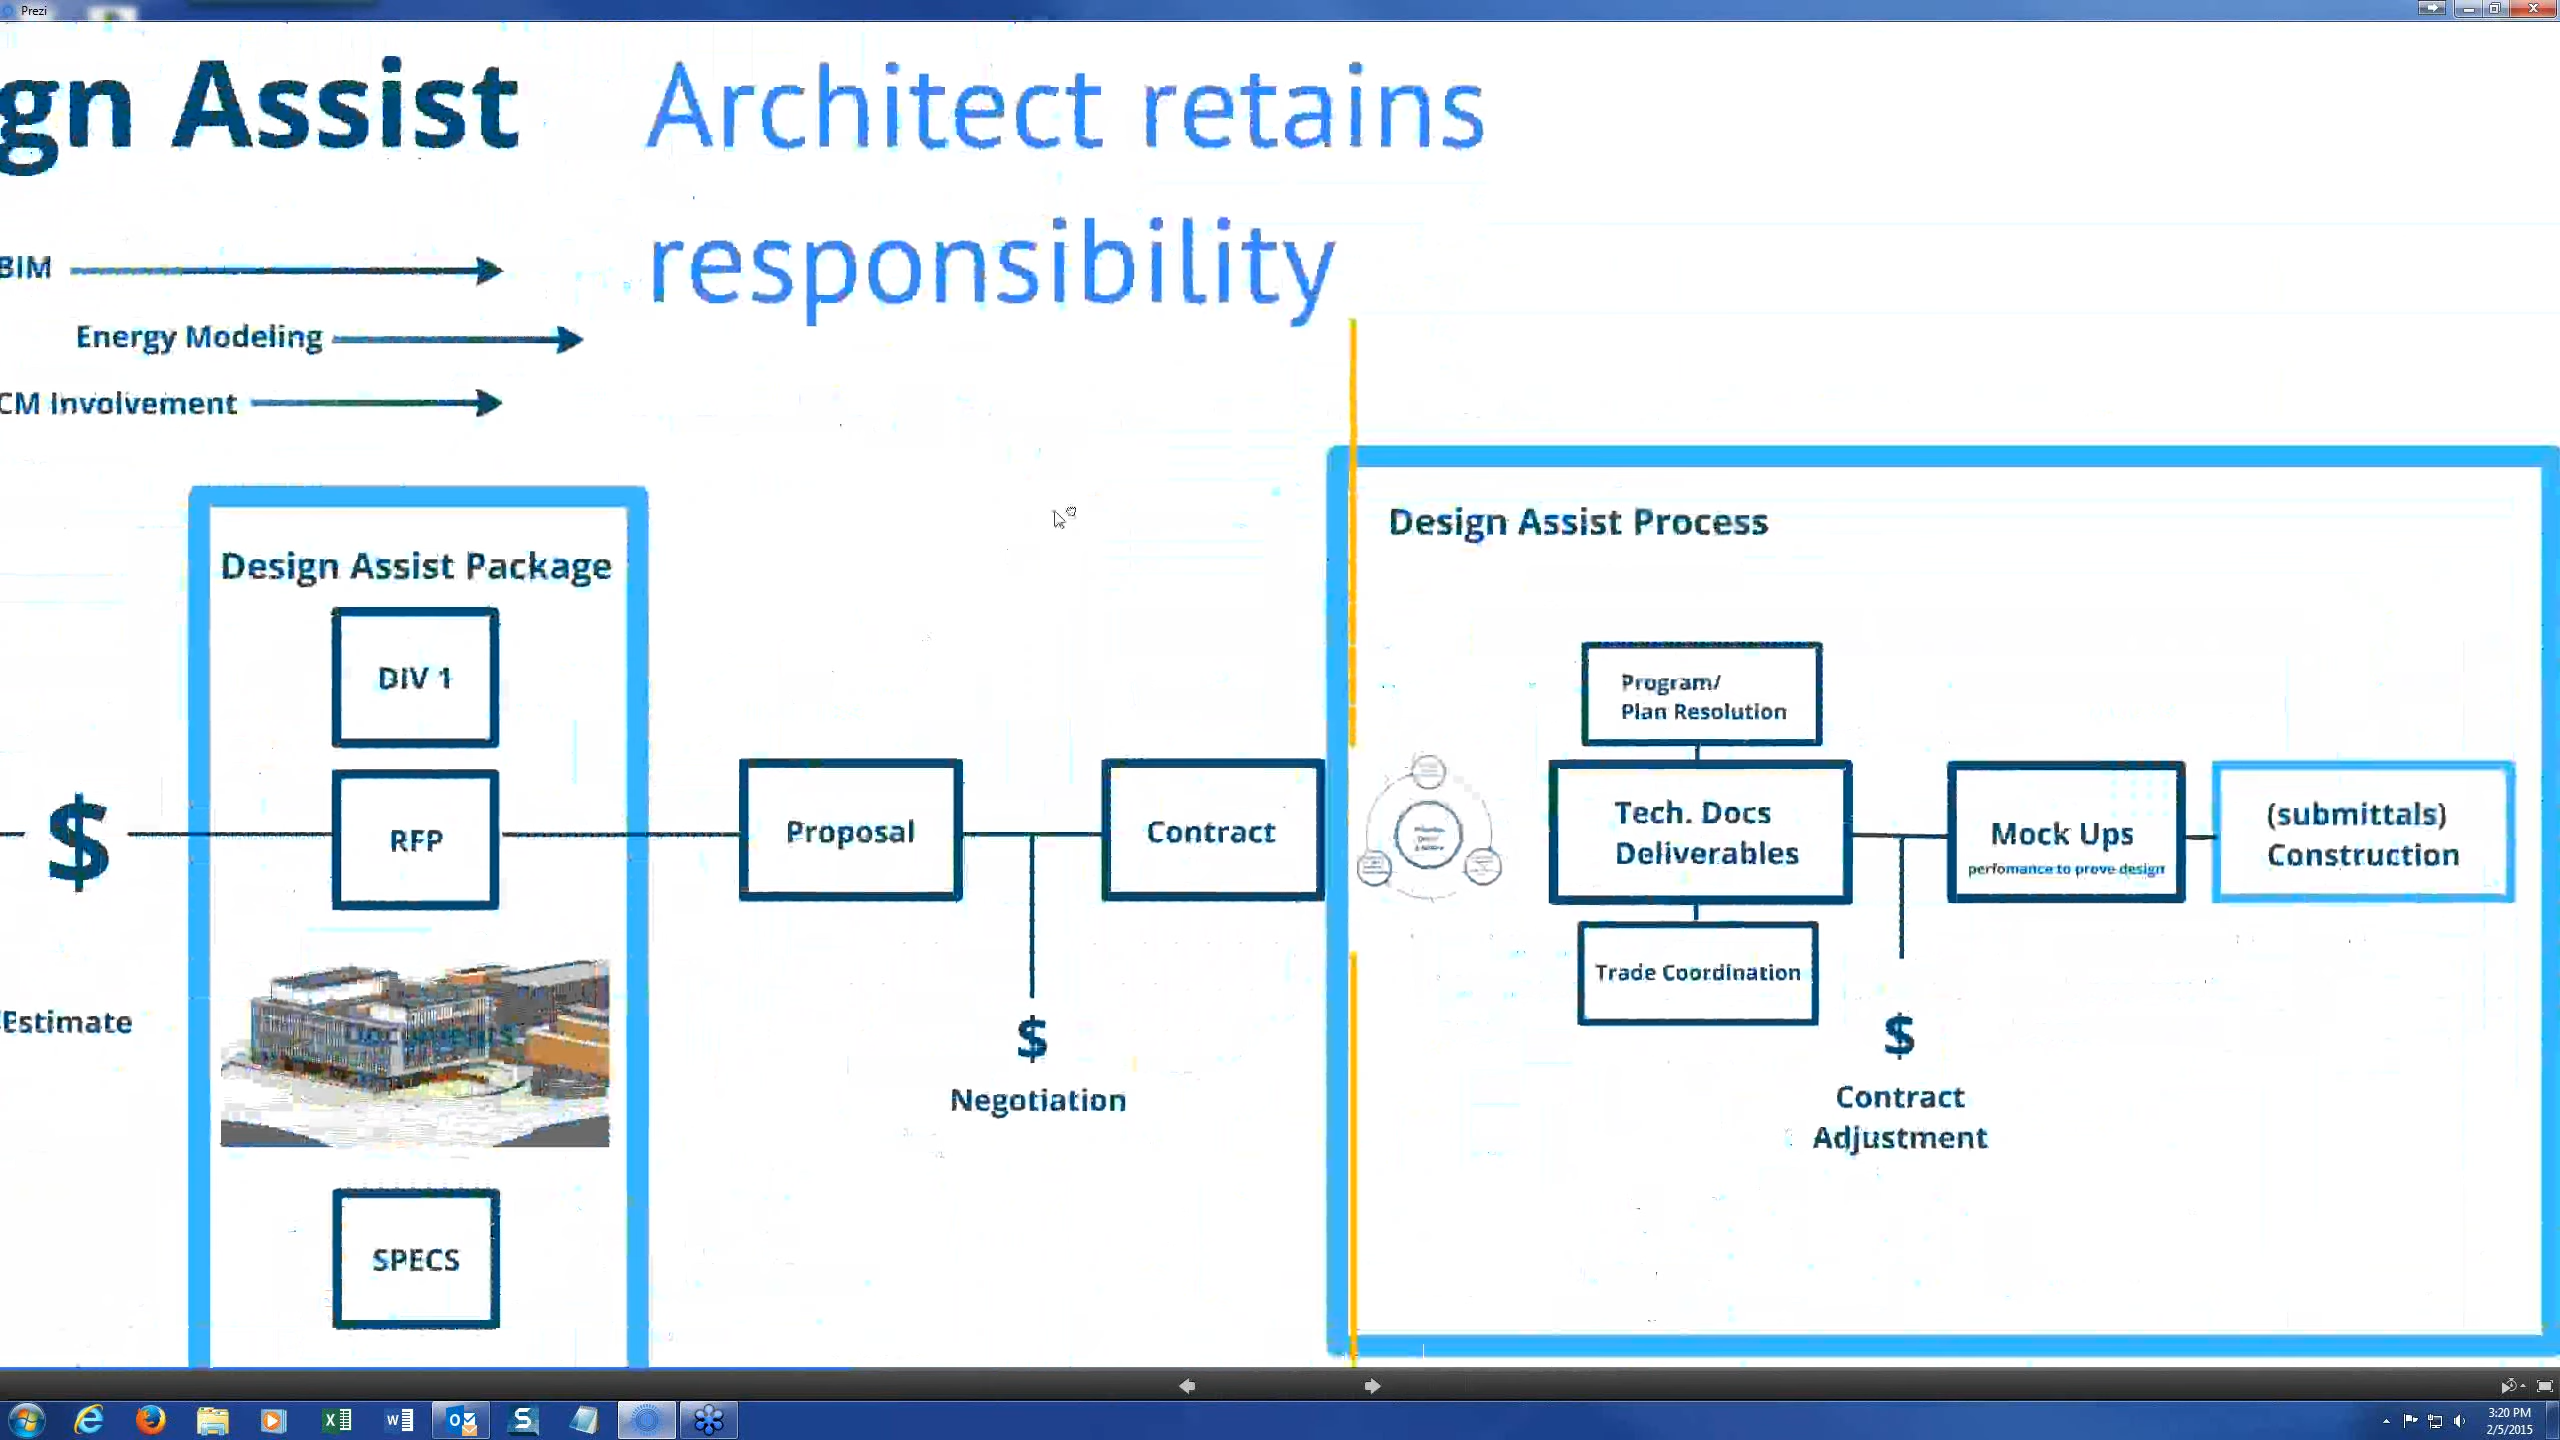 Prezi
gn Assist
Architect retains
responsibility
BIM
Energy Modeling
CM Involvement
Design Assist Package
DIV 1
RFP
SPECS
$
Estimate
Proposal
Contract
$
Negotiation
Design Assist Process
Program/
Plan Resolution
Tech. Docs
Deliverables
Trade Coordination
$
Contract
Adjustment
Mock Ups
perfomance to prove design
(submittals)
Construction
3:20 PM
2/5/2015